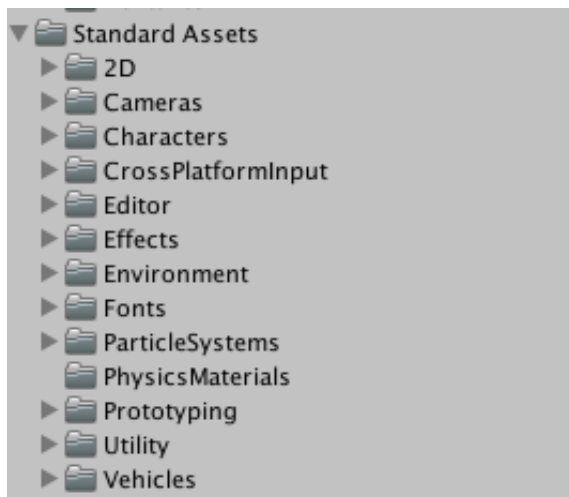 Standard Assets
2D
Cameras
Characters
CrossPlatformInput
Editor
Effects
Environment
Fonts
ParticleSystems
PhysicsMaterials
Prototyping
Utility
Vehicles